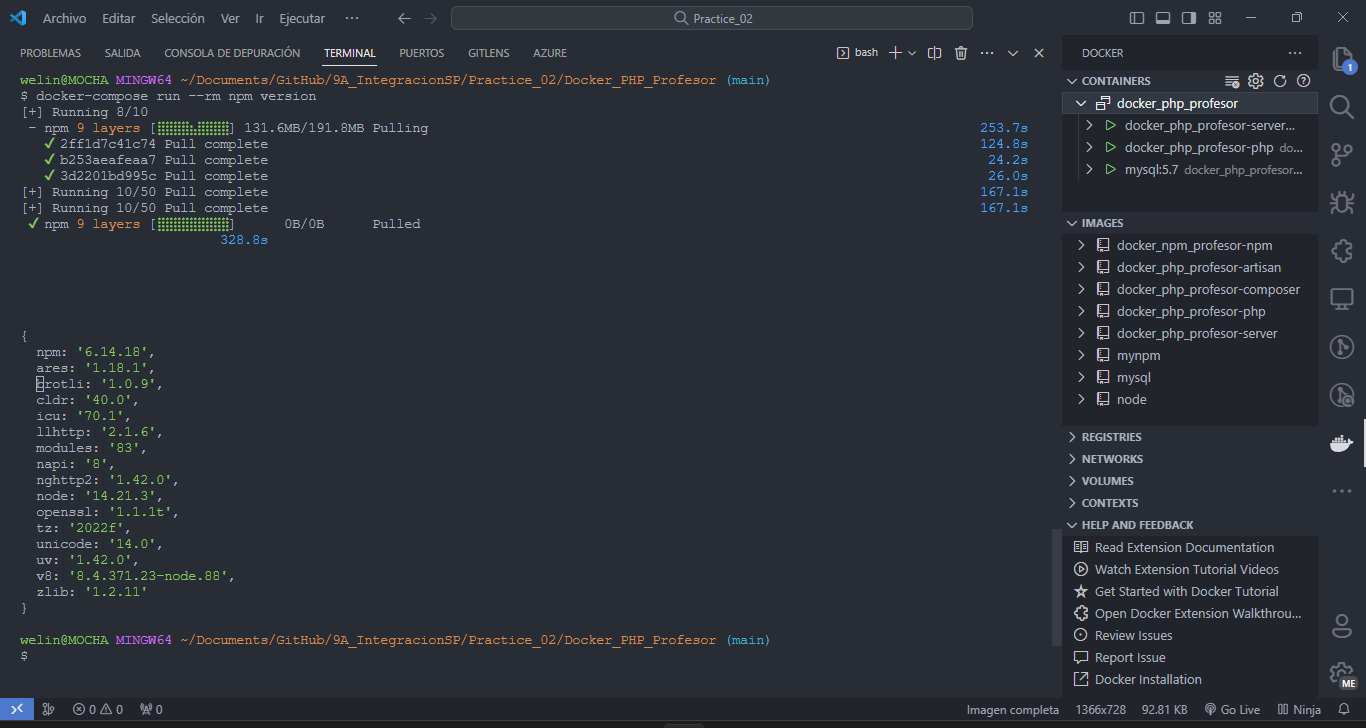 Archivo Editar Selección Ver Ir Ejecutar ··· Practice_02
PROBLEMAS SALIDA CONSOLA DE DEPURACIÓN TERMINAL PUERTOS GITLENS AZURE bash
welin@MOCHA MINGW64 ~/Documents/GitHub/9A_IntegracionSP/Practice_02/Docker_PHP_Profesor (main)
$ docker-compose run --rm npm version
[+] Running 8/10
- npm 9 layers [⣿⣿⣿⣿⣿⣿⣿⣿⣿] 131.6MB/191.8MB Pulling 253.7s
✔ 2ff1d7c41c74 Pull complete 124.8s
✔ b253aeafeaa7 Pull complete 24.2s
✔ 3d2201bd995c Pull complete 26.0s
[+] Running 10/50 Pull complete 167.1s
[+] Running 10/50 Pull complete 167.1s
✔ npm 9 layers [⣿⣿⣿⣿⣿⣿⣿⣿⣿] 0B/0B Pulled
328.8s
{
npm: '6.14.18',
ares: '1.18.1',
brotli: '1.0.9',
cldr: '40.0',
icu: '70.1',
llhttp: '2.1.6',
modules: '83',
napi: '8',
nghttp2: '1.42.0',
node: '14.21.3',
openssl: '1.1.1t',
tz: '2022f',
unicode: '14.0',
uv: '1.42.0',
v8: '8.4.371.23-node.88',
zlib: '1.2.11'
}
welin@MOCHA MINGW64 ~/Documents/GitHub/9A_IntegracionSP/Practice_02/Docker_PHP_Profesor (main)
$
DOCKER
CONTAINERS
docker_php_profesor
docker_php_profesor-server...
docker_php_profesor-php do...
mysql:5.7 docker_php_profesor...
IMAGES
docker_npm_profesor-npm
docker_php_profesor-artisan
docker_php_profesor-composer
docker_php_profesor-php
docker_php_profesor-server
mynpm
mysql
node
REGISTRIES
NETWORKS
VOLUMES
CONTEXTS
HELP AND FEEDBACK
Read Extension Documentation
Watch Extension Tutorial Videos
Get Started with Docker Tutorial
Open Docker Extension Walkthrou...
Review Issues
Report Issue
Docker Installation
1
ME
0 0 0 Imagen completa 1366x728 92.81 KB Go Live Ninja